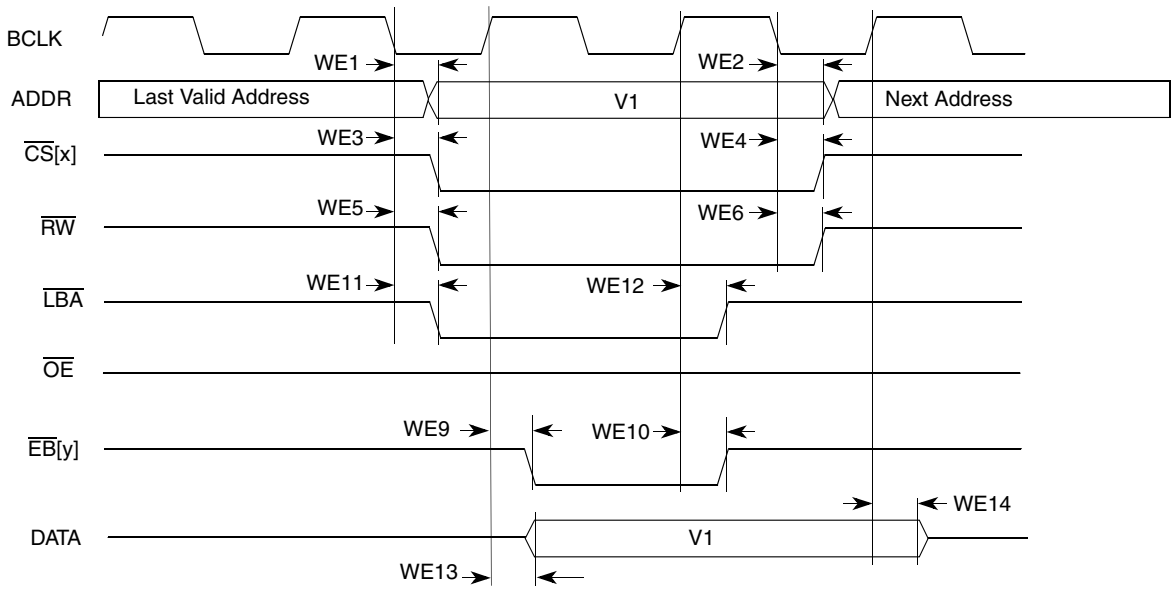 BCLK
WE1 WE2
ADDR Last Valid Address V1 Next Address
WE3 WE4
CS[x]
WE5 WE6
RW
WE11 WE12
LBA
OE
WE9 WE10
EB[y]
WE14
DATA V1
WE13